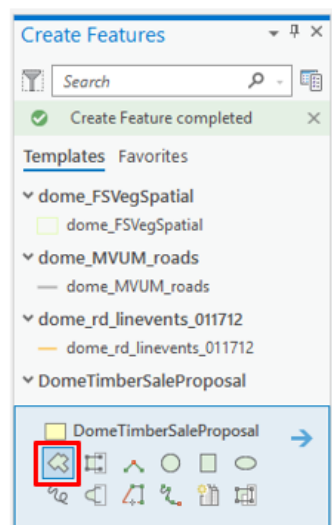 Create Features
Search
Create Feature completed
Templates Favorites
dome_FSVegSpatial
dome_FSVegSpatial
dome_MVUM_roads
dome_MVUM_roads
dome_rd_linevents_011712
dome_rd_linevents_011712
DomeTimberSaleProposal
DomeTimberSaleProposal